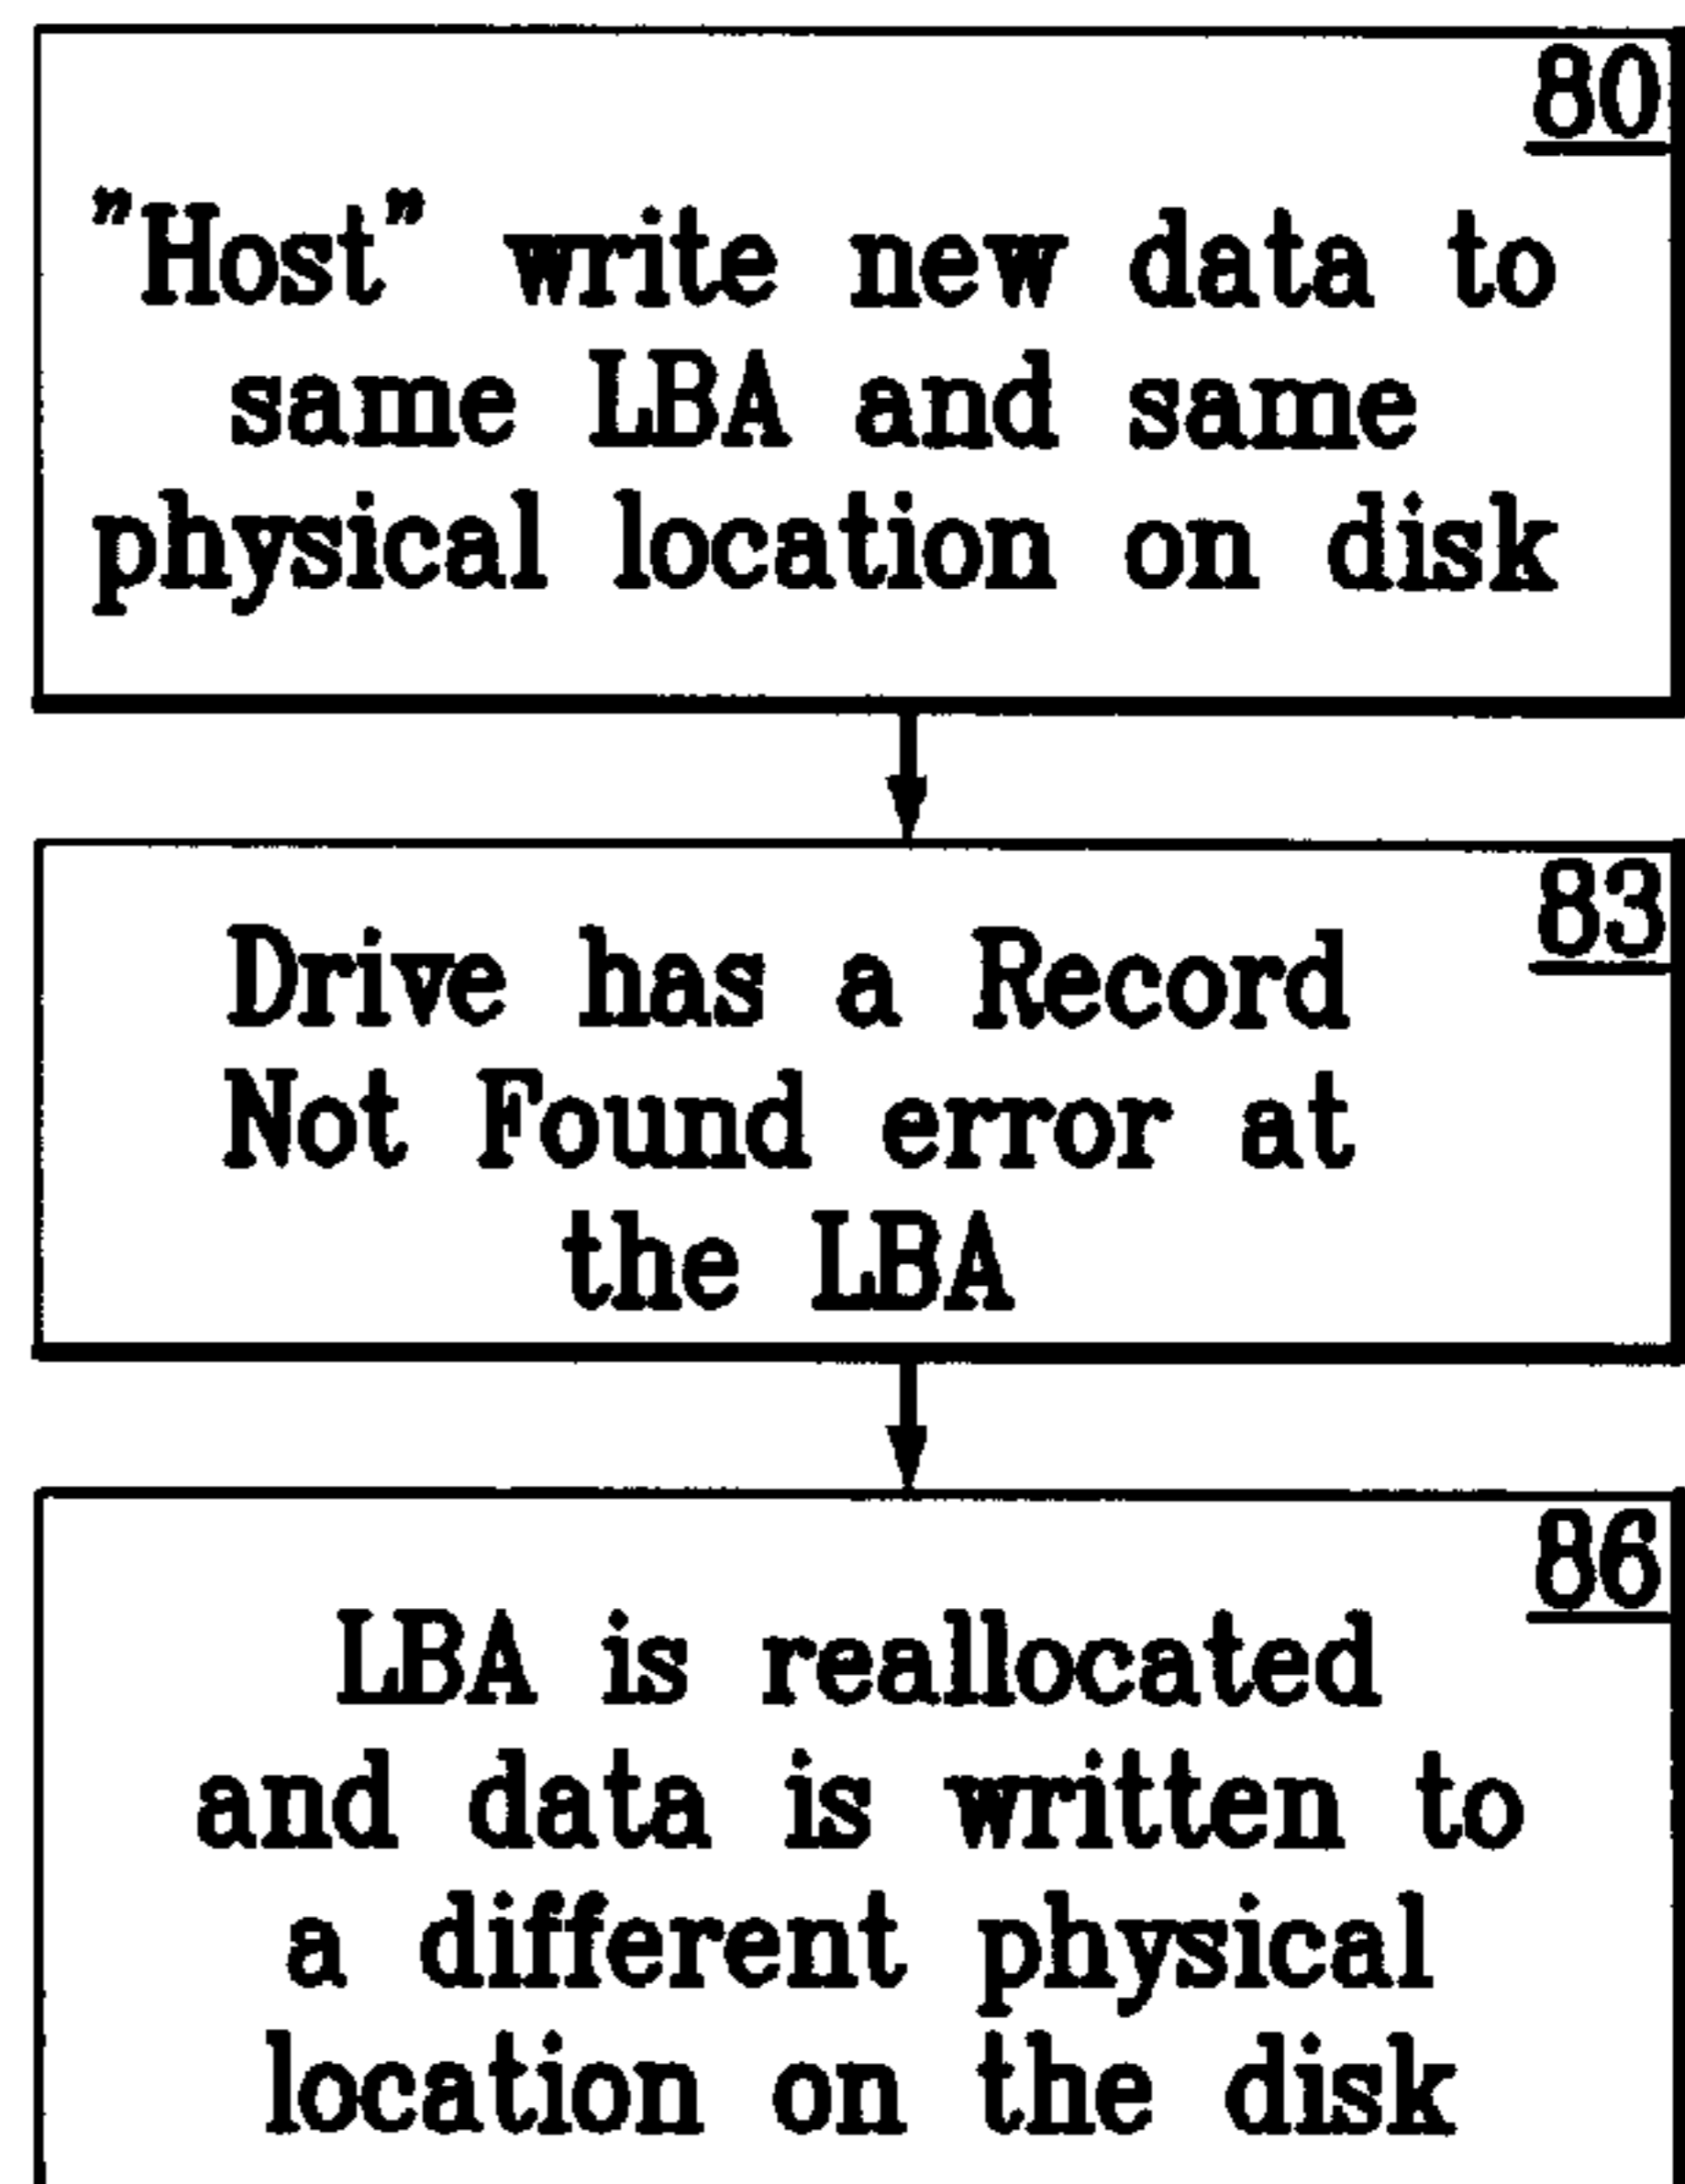 80
"Host" write new data to
same LBA and same
physical location on disk
83
Drive has a Record
Not Found error at
the LBA
86
LBA is reallocated
and data is written to
a different physical
location on the disk